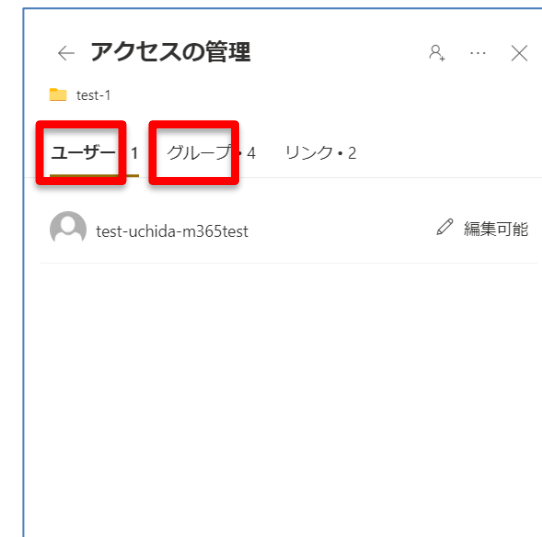 アクセスの管理
test-1
ユーザー 1 グループ・4 リンク・2
test-uchida-m365test 編集可能